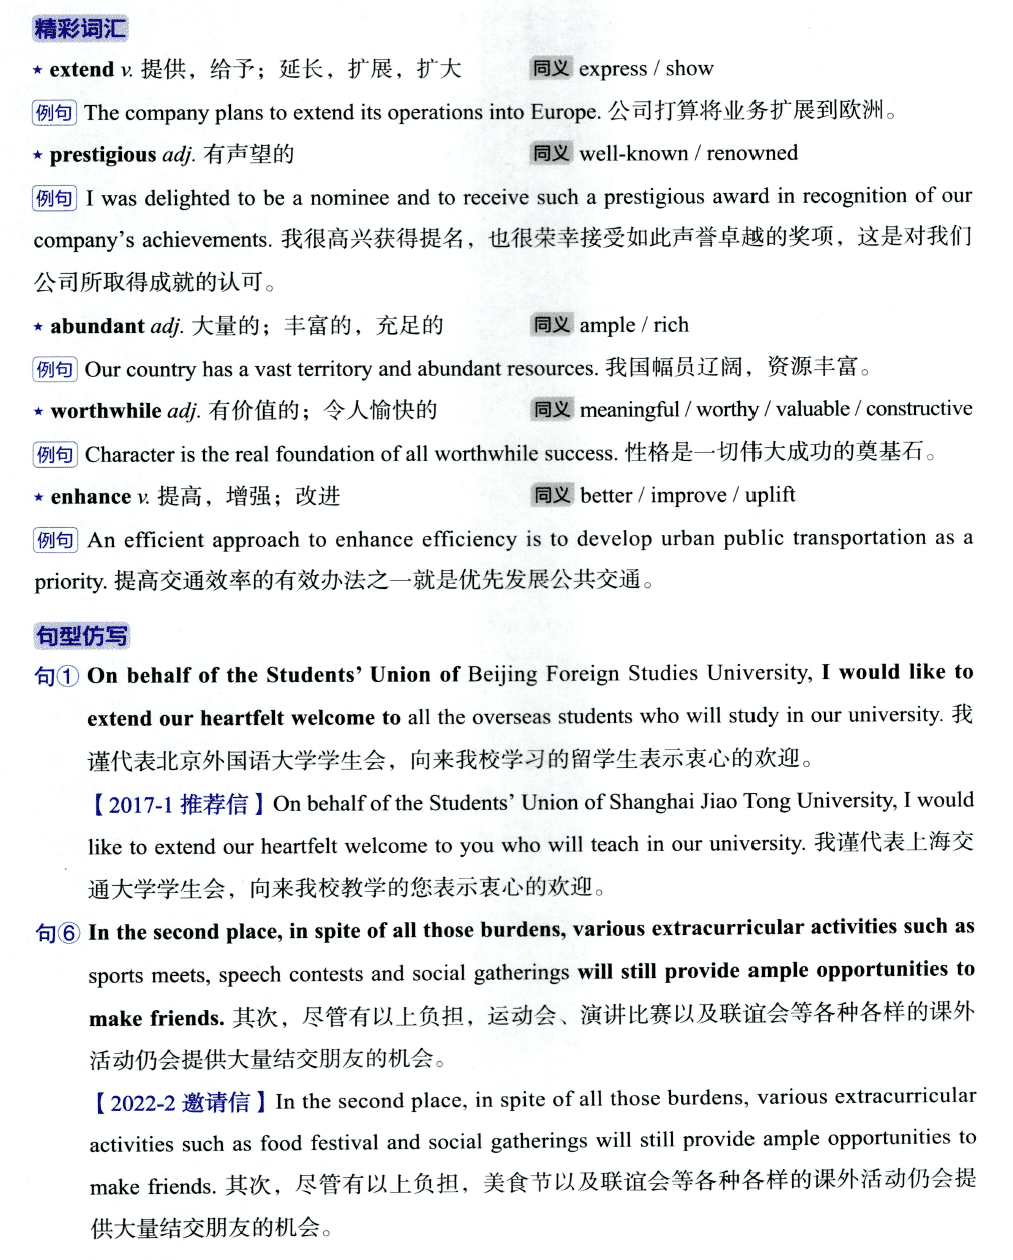 精彩词汇
★ extend v. 提供，给予；延长，扩展，扩大 同义 express / show
例句 The company plans to extend its operations into Europe. 公司打算将业务扩展到欧洲。
★ prestigious adj. 有声望的 同义 well-known / renowned
例句 I was delighted to be a nominee and to receive such a prestigious award in recognition of our
company's achievements. 我很高兴获得提名，也很荣幸接受如此声誉卓越的奖项，这是对我们
公司所取得成就的认可。
★ abundant adj. 大量的；丰富的，充足的 同义 ample / rich
例句 Our country has a vast territory and abundant resources. 我国幅员辽阔，资源丰富。
★ worthwhile adj. 有价值的；令人愉快的 同义 meaningful / worthy / valuable / constructive
例句 Character is the real foundation of all worthwhile success. 性格是一切伟大成功的奠基石。
★ enhance v. 提高，增强；改进 同义 better / improve / uplift
例句 An efficient approach to enhance efficiency is to develop urban public transportation as a
priority. 提高交通效率的有效办法之一就是优先发展公共交通。
句型仿写
句① On behalf of the Students' Union of Beijing Foreign Studies University, I would like to
extend our heartfelt welcome to all the overseas students who will study in our university. 我
谨代表北京外国语大学学生会，向来我校学习的留学生表示衷心的欢迎。
【2017-1 推荐信】On behalf of the Students' Union of Shanghai Jiao Tong University, I would
like to extend our heartfelt welcome to you who will teach in our university. 我谨代表上海交
通大学学生会，向来我校教学的您表示衷心的欢迎。
句⑥ In the second place, in spite of all those burdens, various extracurricular activities such as
sports meets, speech contests and social gatherings will still provide ample opportunities to
make friends. 其次，尽管有以上负担，运动会、演讲比赛以及联谊会等各种各样的课外
活动仍会提供大量结交朋友的机会。
【2022-2 邀请信】In the second place, in spite of all those burdens, various extracurricular
activities such as food festival and social gatherings will still provide ample opportunities to
make friends. 其次，尽管有以上负担，美食节以及联谊会等各种各样的课外活动仍会提
供大量结交朋友的机会。